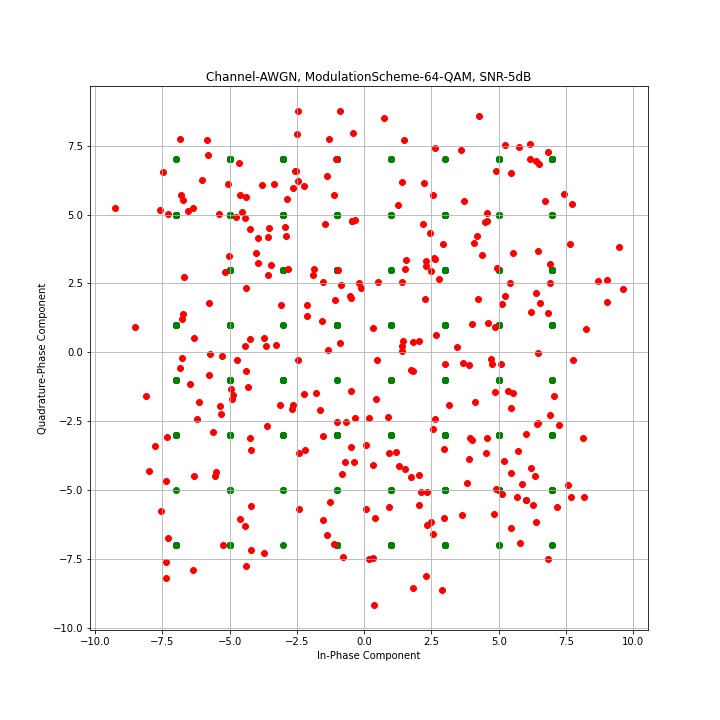 Channel-AWGN, ModulationScheme-64-QAM, SNR-5dB
7.5
5.0
2.5
0.0
−2.5
−5.0
−7.5
−10.0
Quadrature-Phase Component
−10.0 −7.5 −5.0 −2.5 0.0 2.5 5.0 7.5 10.0
In-Phase Component